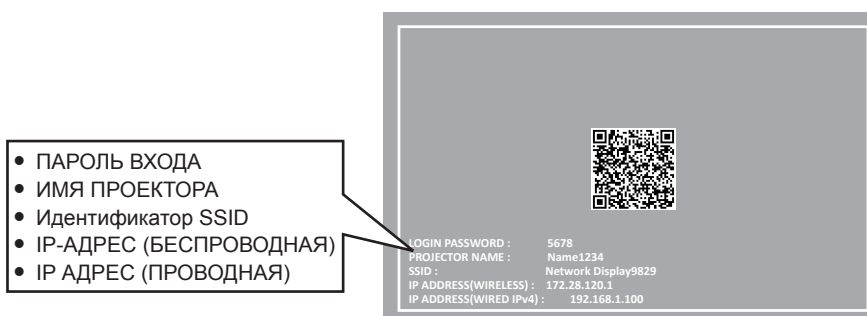 • ПАРОЛЬ ВХОДА
• ИМЯ ПРОЕКТОРА
• Идентификатор SSID
• IP-АДРЕС (БЕСПРОВОДНАЯ)
• IP АДРЕС (ПРОВОДНАЯ)
LOGIN PASSWORD : 5678
PROJECTOR NAME : Name1234
SSID : Network Display9829
IP ADDRESS(WIRELESS) : 172.28.120.1
IP ADDRESS(WIRED IPv4) : 192.168.1.100